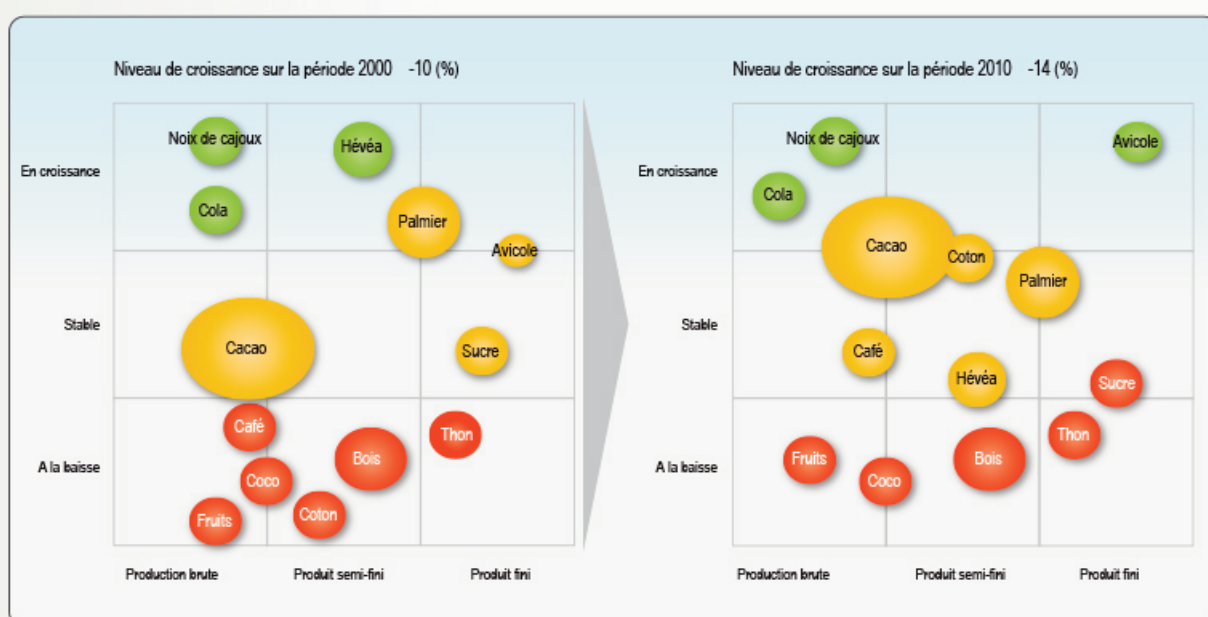 Niveau de croissance sur la période 2000 -10 (%)
Noix de cajoux
Hévéa
En croissance
Cola
Palmier
Avicole
Stable
Cacao
Sucre
Café
Thon
A la baisse
Bois
Coco
Fruits
Coton
Production brute
Produit semi-fini
Produit fini
Niveau de croissance sur la période 2010 -14 (%)
Noix de cajoux
Avicole
En croissance
Cola
Cacao
Coton
Palmier
Stable
Café
Hévéa
Sucre
Thon
A la baisse
Fruits
Bois
Coco
Production brute
Produit semi-fini
Produit fini